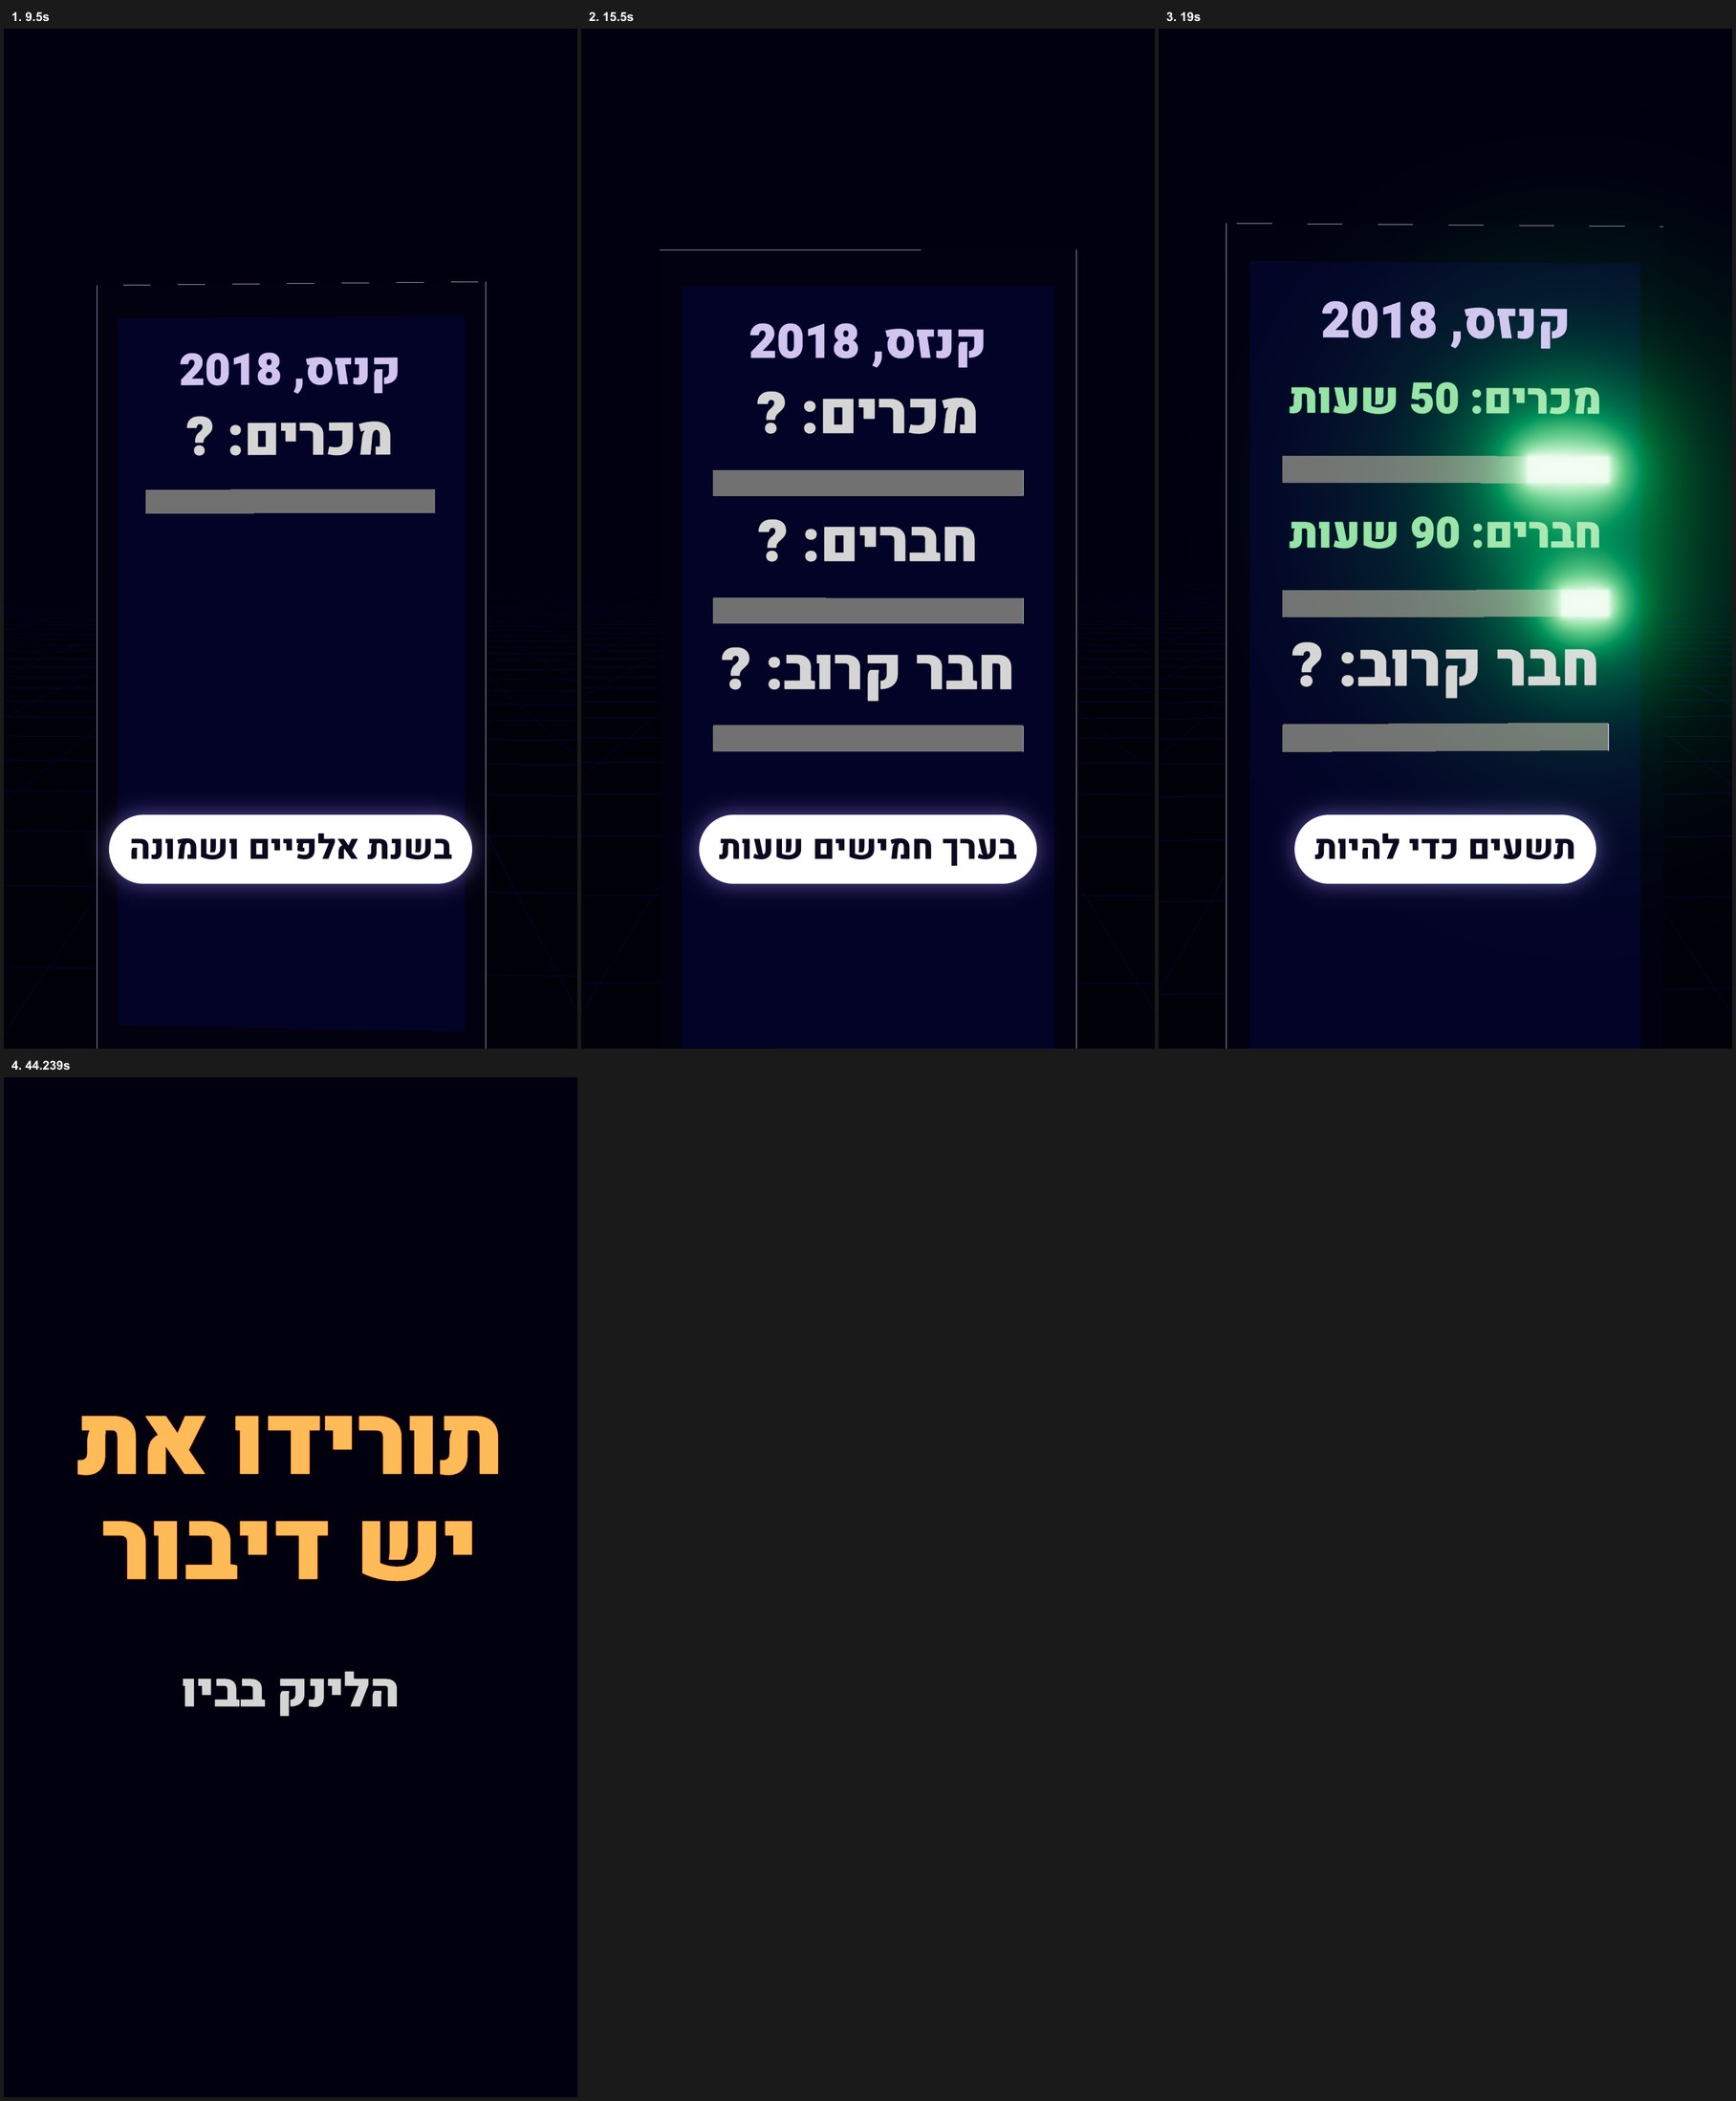 1. 9.5s
קנזס, 2018
מכרים: ?
בשנת אלפיים ושמונה
2. 15.5s
קנזס, 2018
מכרים: ?
חברים: ?
חבר קרוב: ?
בערך חמישים שעות
3. 19s
קנזס, 2018
מכרים: 50 שעות
חברים: 90 שעות
חבר קרוב: ?
תשעים כדי להיות
4. 44.239s
תורידו את
יש דיבור
הלינק בביו